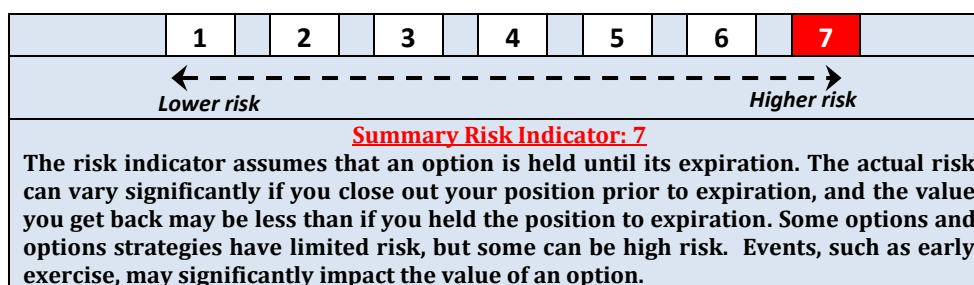 1 2 3 4 5 6 7
Lower risk Higher risk
Summary Risk Indicator: 7
The risk indicator assumes that an option is held until its expiration. The actual risk
can vary significantly if you close out your position prior to expiration, and the value
you get back may be less than if you held the position to expiration. Some options and
options strategies have limited risk, but some can be high risk. Events, such as early
exercise, may significantly impact the value of an option.